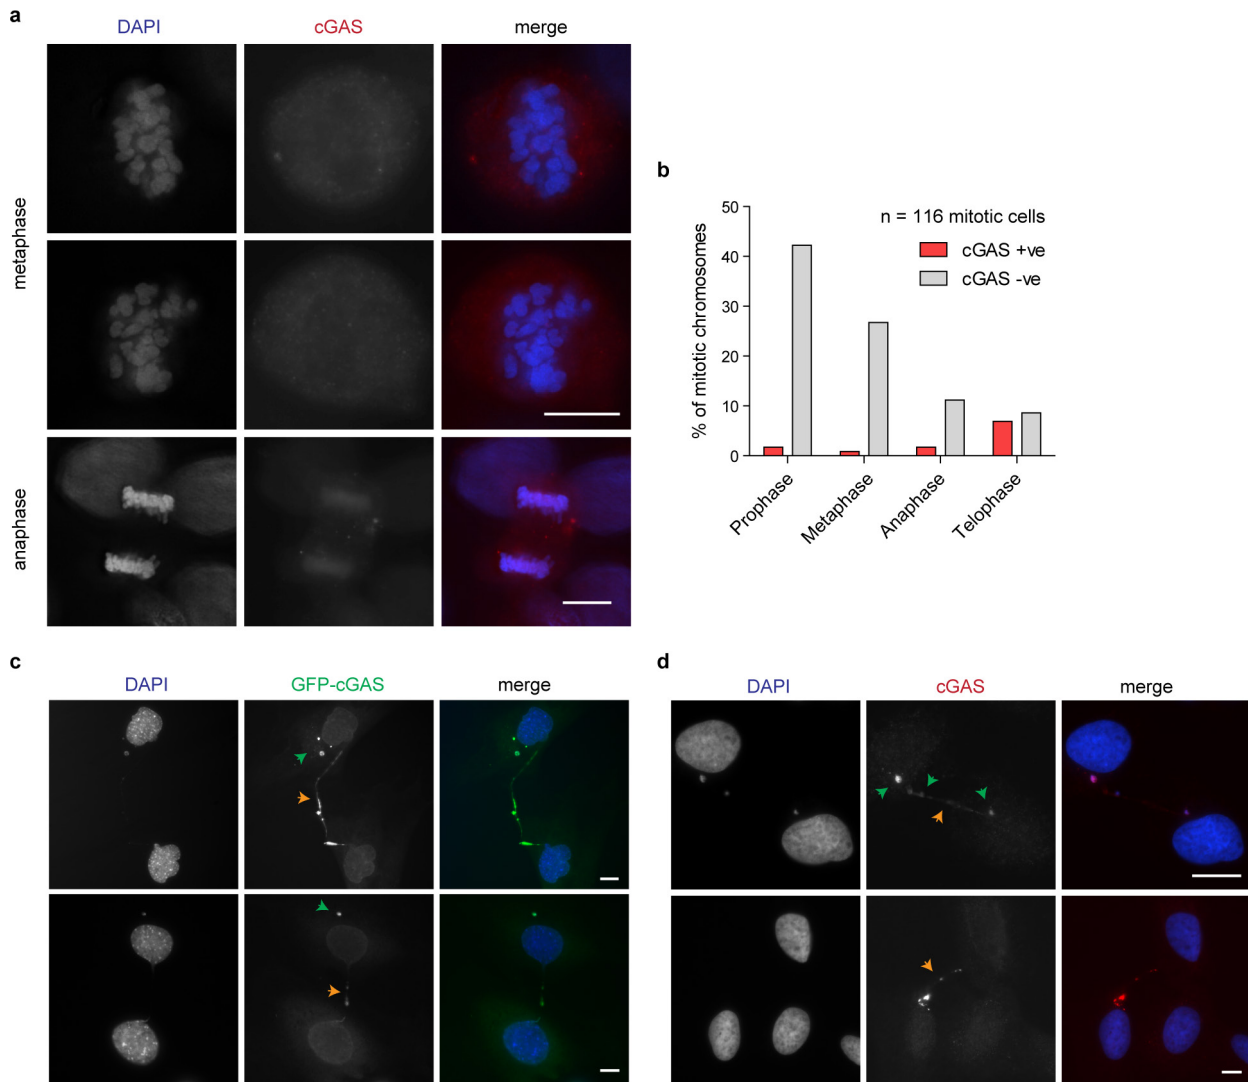 a
DAPI
cGAS
merge
metaphase
anaphase
b
50
40
30
20
10
0
% of mitotic chromosomes
n = 116 mitotic cells
cGAS +ve
cGAS -ve
Prophase
Metaphase
Anaphase
Telophase
c
DAPI
GFP-cGAS
merge
d
DAPI
cGAS
merge